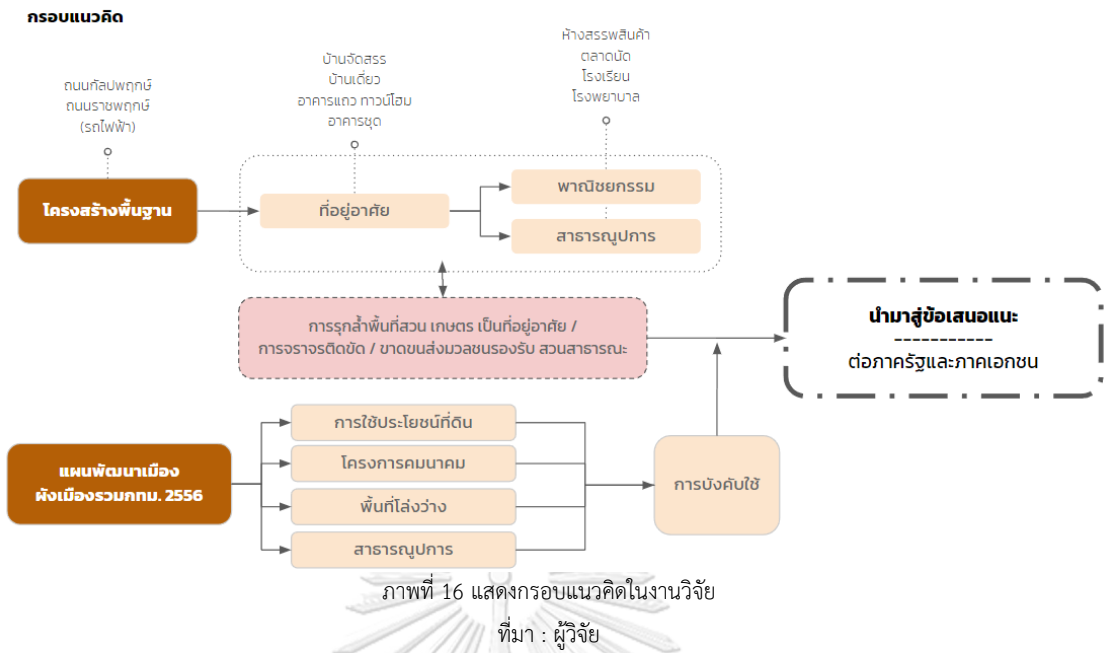 กรอบแนวคิด
ถนนกัลปพฤกษ์
ถนนราชพฤกษ์
(รถไฟฟ้า)
บ้านจัดสรร
บ้านเดี่ยว
อาคารแถว ทาวน์โฮม
อาคารชุด
ห้างสรรพสินค้า
ตลาดนัด
โรงเรียน
โรงพยาบาล
โครงสร้างพื้นฐาน
ที่อยู่อาศัย
พาณิชยกรรม
สาธารณูปการ
การรุกล้ำพื้นที่สวน เกษตร เป็นที่อยู่อาศัย /
การจราจรติดขัด / ขาดขนส่งมวลชนรองรับ สวนสาธารณะ
นำมาสู่ข้อเสนอแนะ
-----------
ต่อภาครัฐและภาคเอกชน
แผนพัฒนาเมือง
ผังเมืองรวมกทม. 2556
การใช้ประโยชน์ที่ดิน
โครงการคมนาคม
พื้นที่โล่งว่าง
สาธารณูปการ
การบังคับใช้
ภาพที่ 16 แสดงกรอบแนวคิดในงานวิจัย
ที่มา : ผู้วิจัย